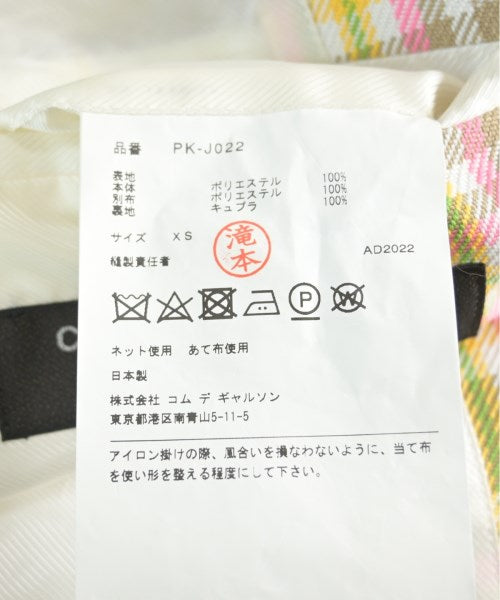 品番 PK-J022
表地
本体 ポリエステル 100%
別布 ポリエステル 100%
裏地 キュプラ 100%
サイズ XS
滝本
縫製責任者
AD2022
P
W
ネット使用 あて布使用
日本製
株式会社 コム デ ギャルソン
東京都港区南青山5-11-5
アイロン掛けの際、風合いを損なわないように、当て布
を使い形を整える程度にして下さい。
C